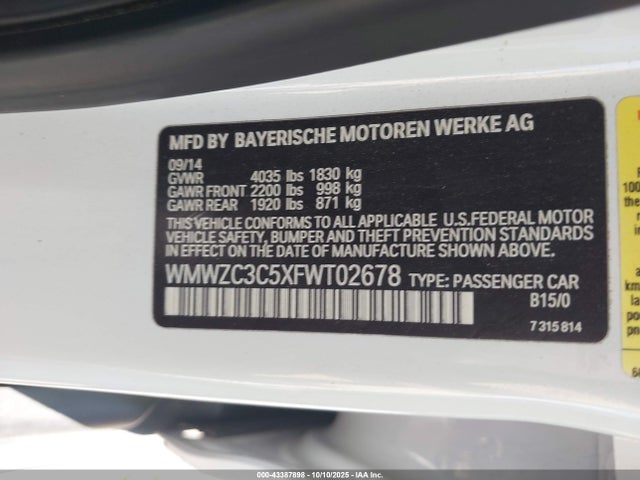 MFD BY BAYERISCHE MOTOREN WERKE AG
09/14
GVWR 4035 lbs 1830 kg
GAWR FRONT 2200 lbs 998 kg
GAWR REAR 1920 lbs 871 kg
THIS VEHICLE CONFORMS TO ALL APPLICABLE U.S.FEDERAL MOTOR
VEHICLE SAFETY, BUMPER AND THEFT PREVENTION STANDARDS
IN EFFECT ON THE DATE OF MANUFACTURE SHOWN ABOVE.
WMWZC3C5XFWT02678 TYPE: PASSENGER CAR
B15/0
7315814
000-43387898 - 10/10/2025 - IAA Inc.